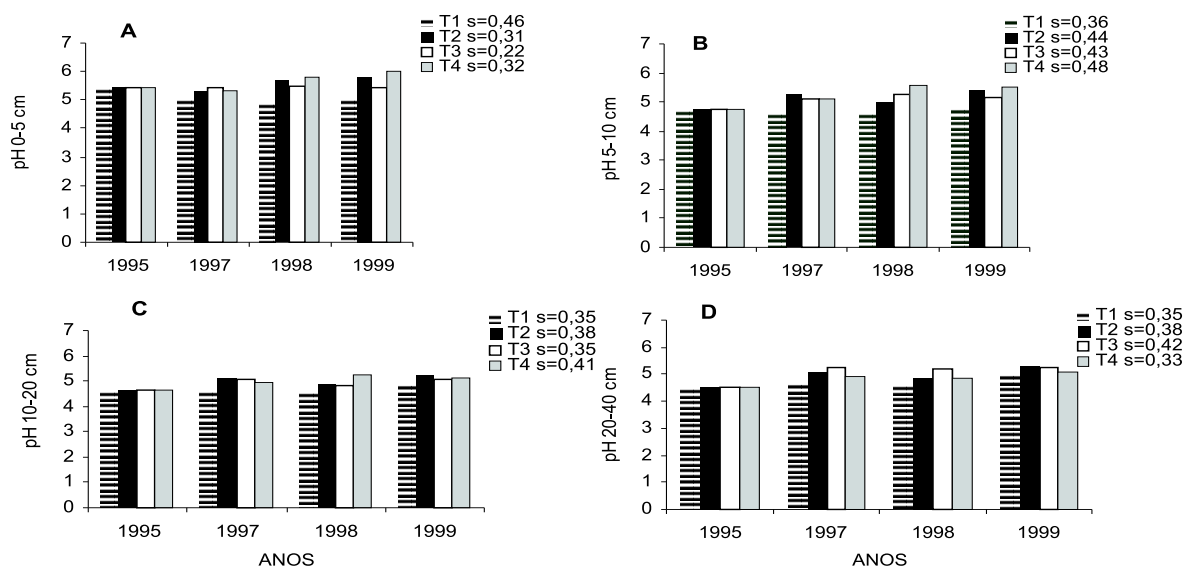 A
T1 s=0,46
T2 s=0,31
T3 s=0,22
T4 s=0,32
pH 0-5 cm
7
6
5
4
3
2
1
0
1995 1997 1998 1999
B
T1 s=0,36
T2 s=0,44
T3 s=0,43
T4 s=0,48
pH 5-10 cm
7
6
5
4
3
2
1
0
1995 1997 1998 1999
C
T1 s=0,35
T2 s=0,38
T3 s=0,35
T4 s=0,41
pH 10-20 cm
7
6
5
4
3
2
1
0
1995 1997 1998 1999
ANOS
D
T1 s=0,35
T2 s=0,38
T3 s=0,42
T4 s=0,33
pH 20-40 cm
7
6
5
4
3
2
1
0
1995 1997 1998 1999
ANOS